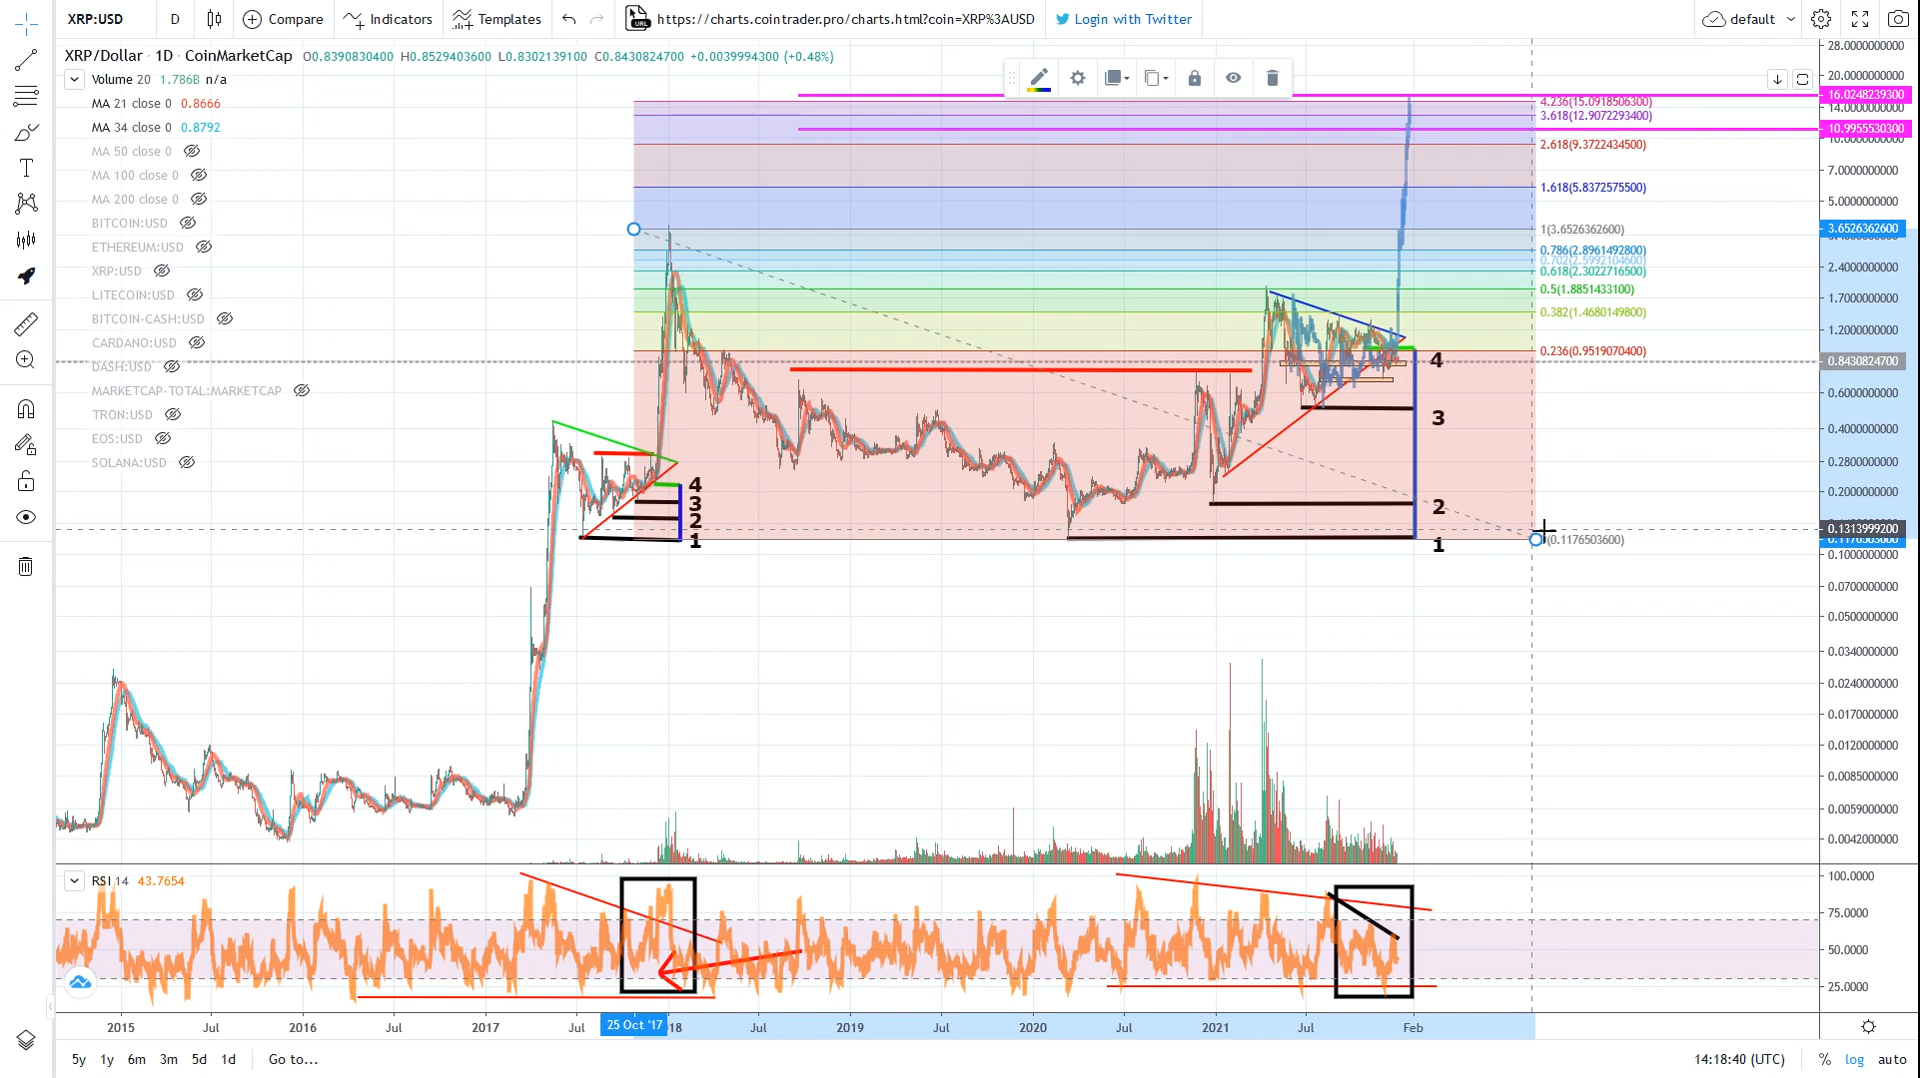 XRP:USD D Compare Indicators Templates https://charts.cointrader.pro/charts.html?coin=XRP%3AUSD Login with Twitter default
XRP/Dollar · 1D · CoinMarketCap O0.8390830400 H0.8529403600 L0.8302139100 C0.8430824700 +0.0039994300 (+0.48%)
Volume 20 1.786B n/a
MA 21 close 0 0.8666
MA 34 close 0 0.8792
MA 50 close 0
MA 100 close 0
MA 200 close 0
BITCOIN:USD
ETHEREUM:USD
XRP:USD
LITECOIN:USD
BITCOIN-CASH:USD
CARDANO:USD
DASH:USD
MARKETCAP-TOTAL:MARKETCAP
TRON:USD
EOS:USD
SOLANA:USD
4.236(15.0918506300)
3.618(12.9072293400)
2.618(9.3722434500)
1.618(5.8372575500)
1(3.6526362600)
0.786(2.8961492800)
0.702(2.5992104600)
0.618(2.3022716500)
0.5(1.8851433100)
0.382(1.4680149800)
0.236(0.9519070400)
(0.1176503600)
4
3
2
1
4
3
2
1
28.0000000000
20.0000000000
16.0248239300
14.0000000000
10.9955530300
7.0000000000
5.0000000000
3.6526362600
2.4000000000
1.7000000000
1.2000000000
0.8430824700
0.6000000000
0.4000000000
0.2800000000
0.2000000000
0.1313999200
0.1176503600
0.1000000000
0.0700000000
0.0500000000
0.0340000000
0.0240000000
0.0170000000
0.0120000000
0.0085000000
0.0059000000
0.0042000000
RSI 14 43.7654
100.0000
75.0000
50.0000
25.0000
2015 Jul 2016 Jul 2017 Jul 25 Oct '17 18 Jul 2019 Jul 2020 Jul 2021 Jul Feb
5y 1y 6m 3m 5d 1d Go to... 14:18:40 (UTC) % log auto